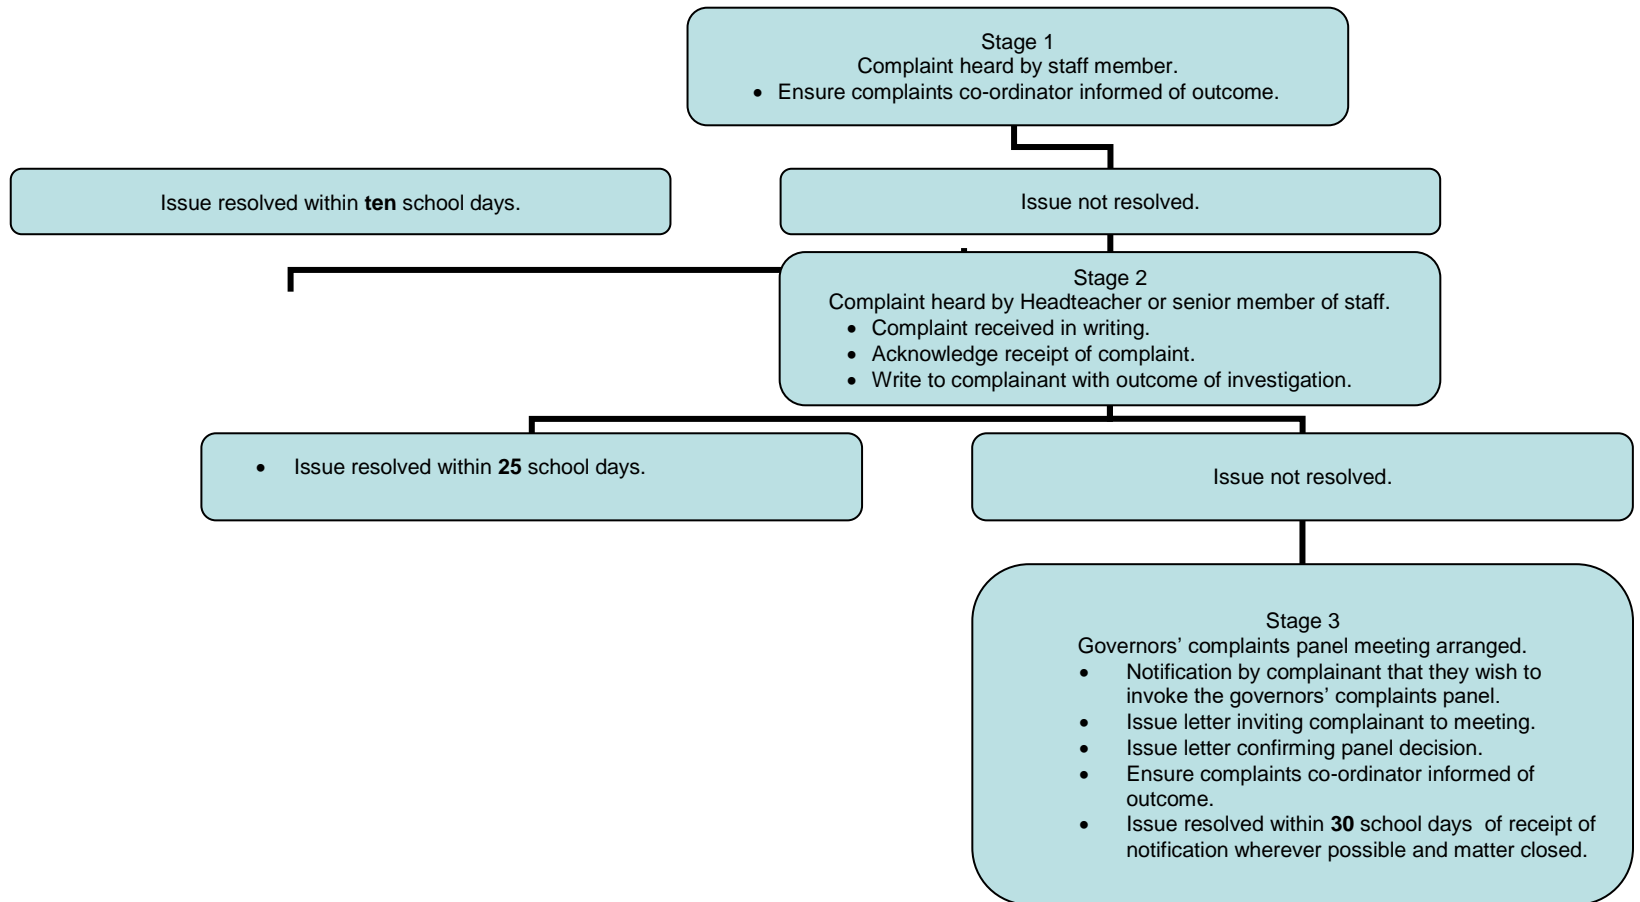 Stage 1
Complaint heard by staff member.
• Ensure complaints co-ordinator informed of outcome.
Issue resolved within ten school days.
Issue not resolved.
Stage 2
Complaint heard by Headteacher or senior member of staff.
• Complaint received in writing.
• Acknowledge receipt of complaint.
• Write to complainant with outcome of investigation.
• Issue resolved within 25 school days.
Issue not resolved.
Stage 3
Governors’ complaints panel meeting arranged.
• Notification by complainant that they wish to
invoke the governors’ complaints panel.
• Issue letter inviting complainant to meeting.
• Issue letter confirming panel decision.
• Ensure complaints co-ordinator informed of
outcome.
• Issue resolved within 30 school days of receipt of
notification wherever possible and matter closed.